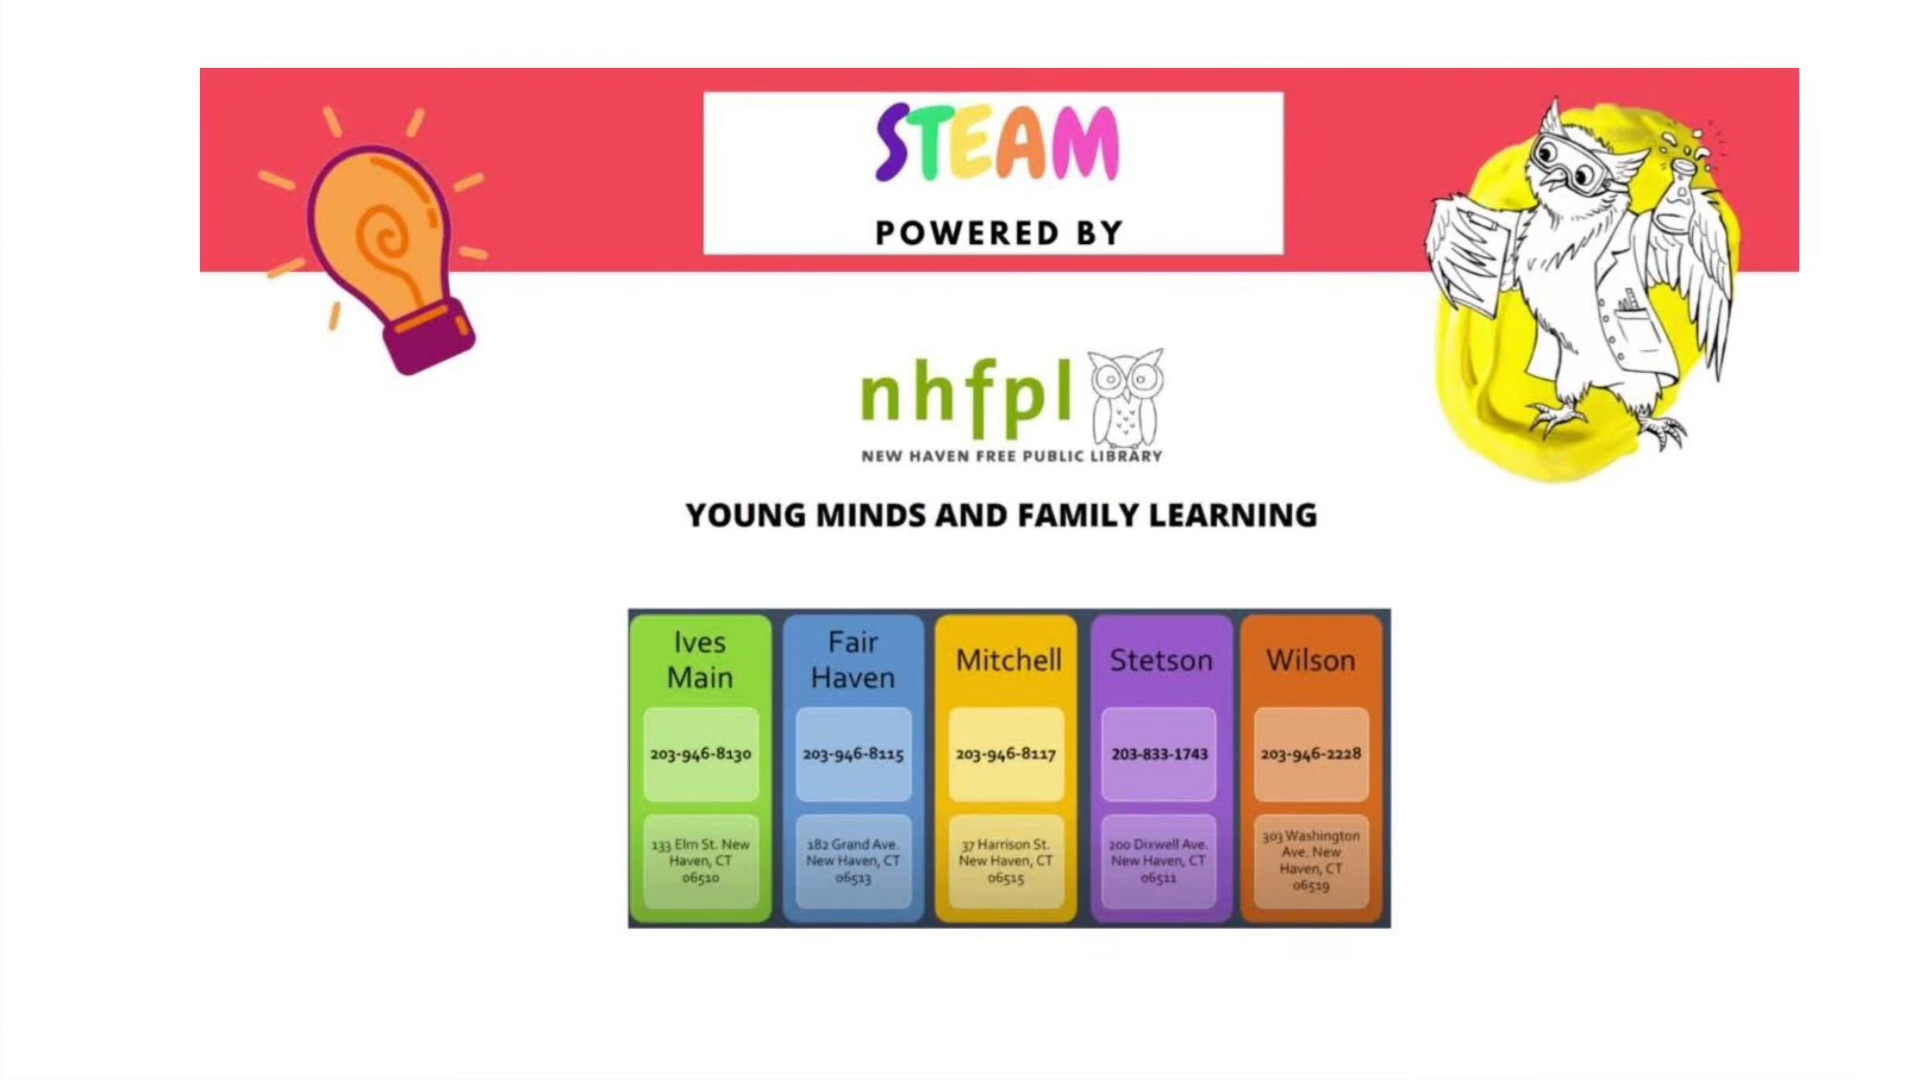 STEAM
POWERED BY
nhfpl
NEW HAVEN FREE PUBLIC LIBRARY
YOUNG MINDS AND FAMILY LEARNING
Ives
Main
203-946-8130
133 Elm St. New
Haven, CT
06510
Fair
Haven
203-946-8115
182 Grand Ave.
New Haven, CT
06513
Mitchell
203-946-8117
37 Harrison St.
New Haven, CT
06515
Stetson
203-833-1743
200 Dixwell Ave.
New Haven, CT
06511
Wilson
203-946-2228
303 Washington
Ave. New
Haven, CT
06519